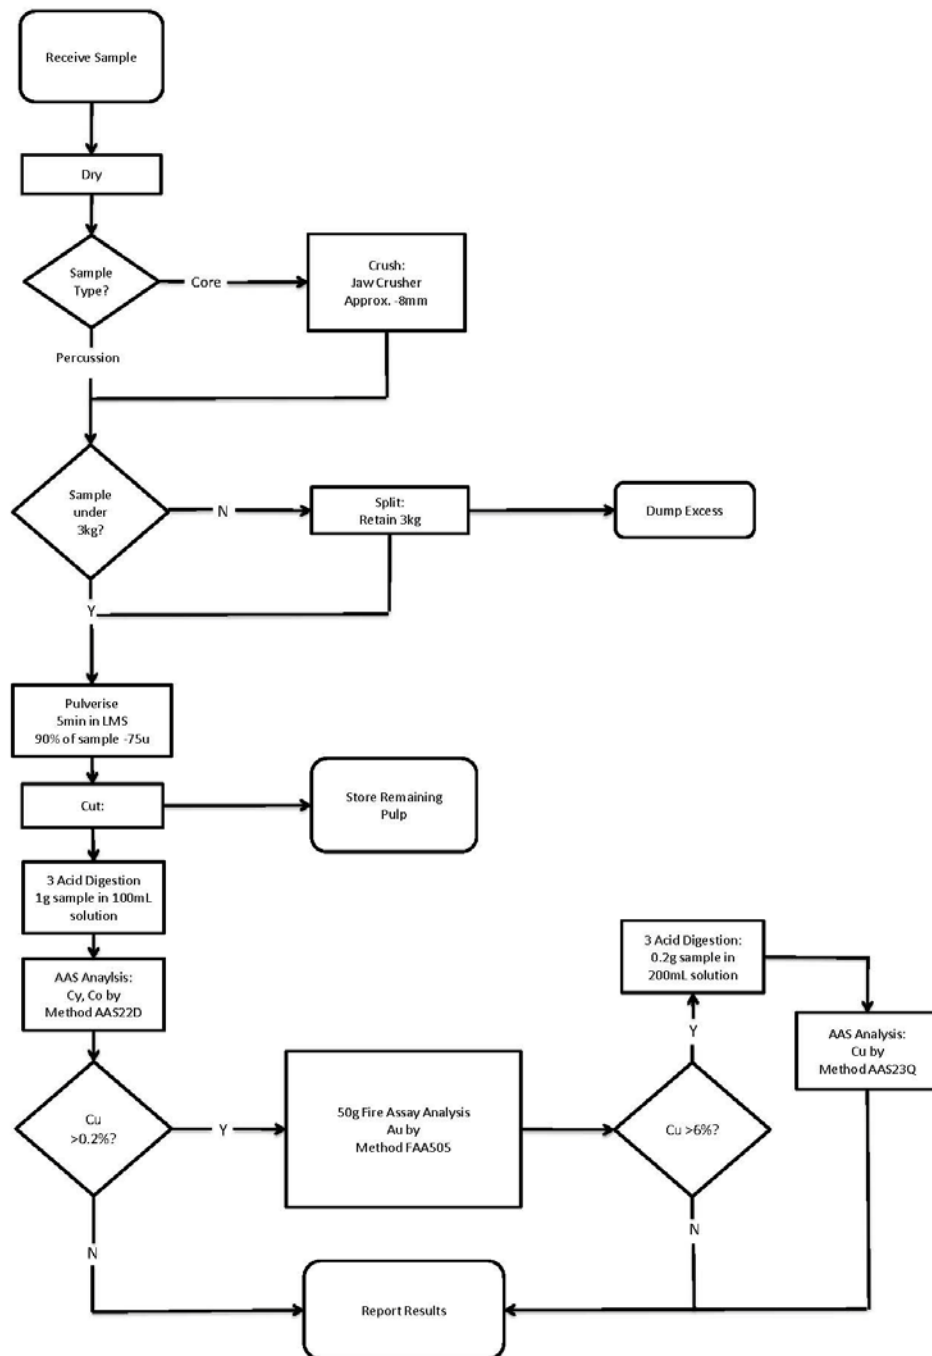 Receive Sample
Dry
Sample
Type?
Core
Crush:
Jaw Crusher
Approx. -8mm
Percussion
Sample
under
3kg?
N
Split:
Retain 3kg
Dump Excess
Y
Pulverise
5min in LMS
90% of sample -75u
Cut:
Store Remaining
Pulp
3 Acid Digestion
1g sample in 100mL
solution
3 Acid Digestion:
0.2g sample in
200mL solution
AAS Anaylsis:
Cy, Co by
Method AAS22D
Y
AAS Analysis:
Cu by
Method AAS23Q
Cu
>0.2%?
Y
50g Fire Assay Analysis
Au by
Method FAA505
Cu >6%?
N
N
Report Results